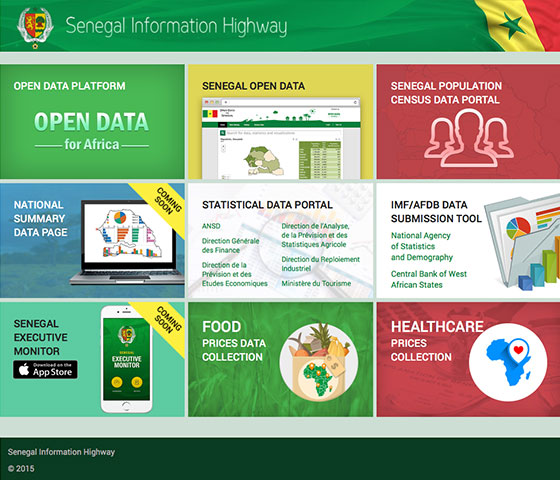 Senegal Information Highway
OPEN DATA PLATFORM
OPEN DATA
for Africa
SENEGAL OPEN DATA
SENEGAL POPULATION
CENSUS DATA PORTAL
NATIONAL
SUMMARY
DATA PAGE
COMING
SOON
STATISTICAL DATA PORTAL
ANSD
Direction Générale
des Finance
Direction de la
Prévision et des
Etudes Economiques
Direction de l'Analyse,
de la Prévision et des
Statistiques Agricole
Direction du Reploiement
Industriel
Ministère du Tourisme
IMF/AFDB DATA
SUBMISSION TOOL
National Agency
of Statistics
and Demography
Central Bank of West
African States
SENEGAL
EXECUTIVE
MONITOR
Download on the
App Store
COMING
SOON
SENEGAL
EXECUTIVE
MONITOR
FOOD
PRICES DATA
COLLECTION
HEALTHCARE
PRICES
COLLECTION
Senegal Information Highway
© 2015